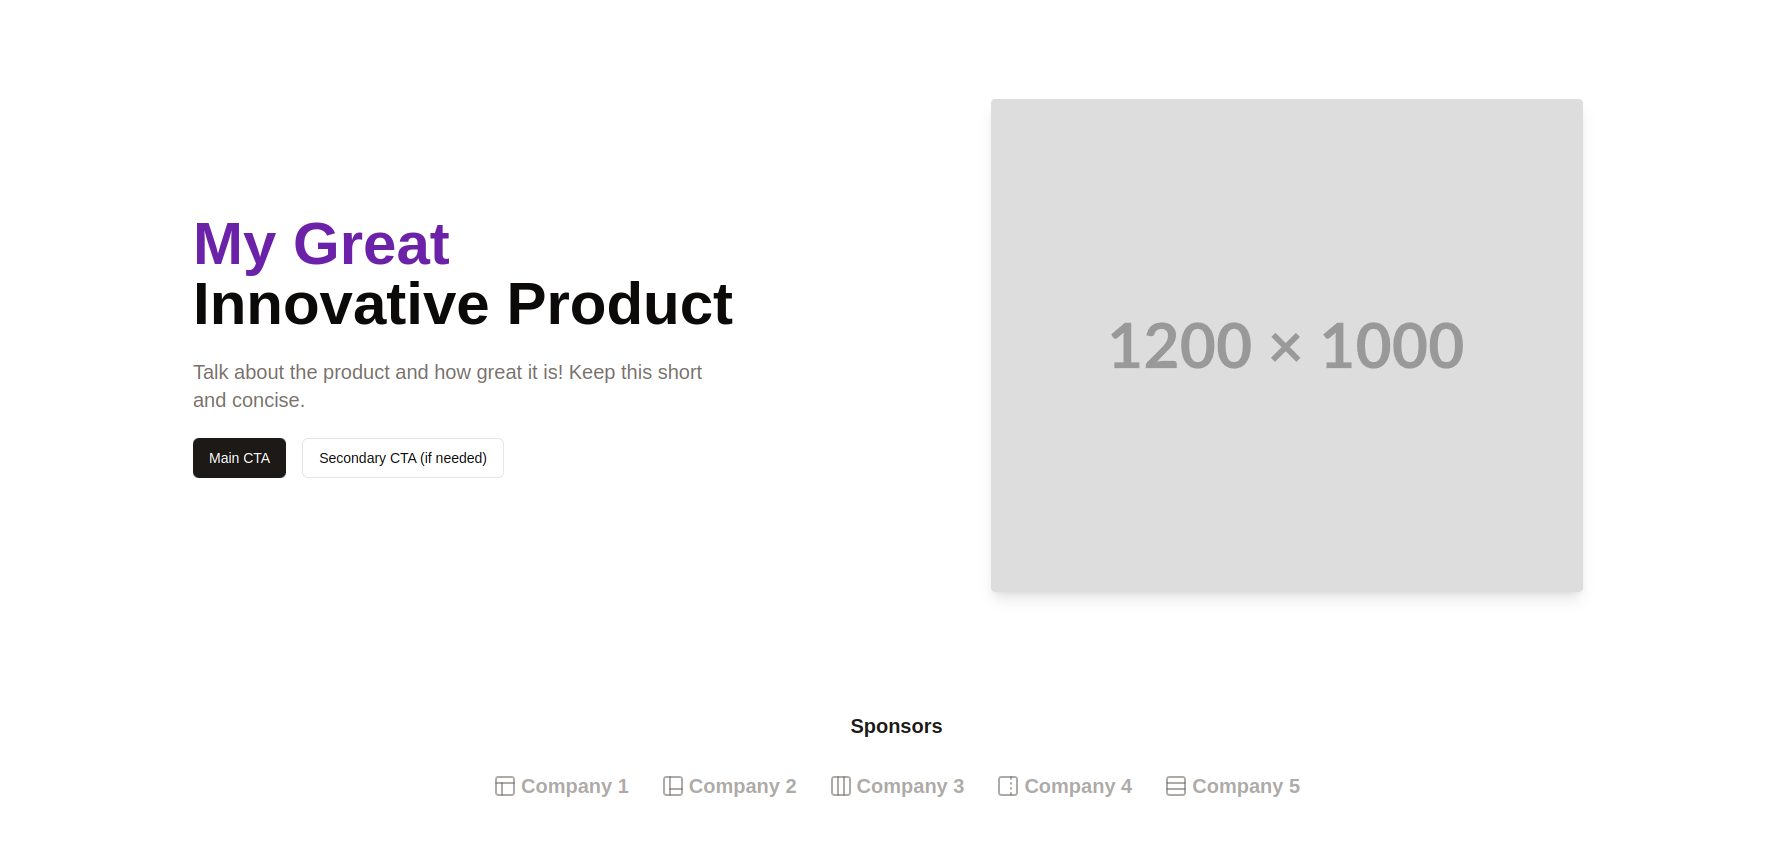 My Great
Innovative Product
Talk about the product and how great it is! Keep this short
and concise.
Main CTA
Secondary CTA (if needed)
1200 × 1000
Sponsors
Company 1
Company 2
Company 3
Company 4
Company 5